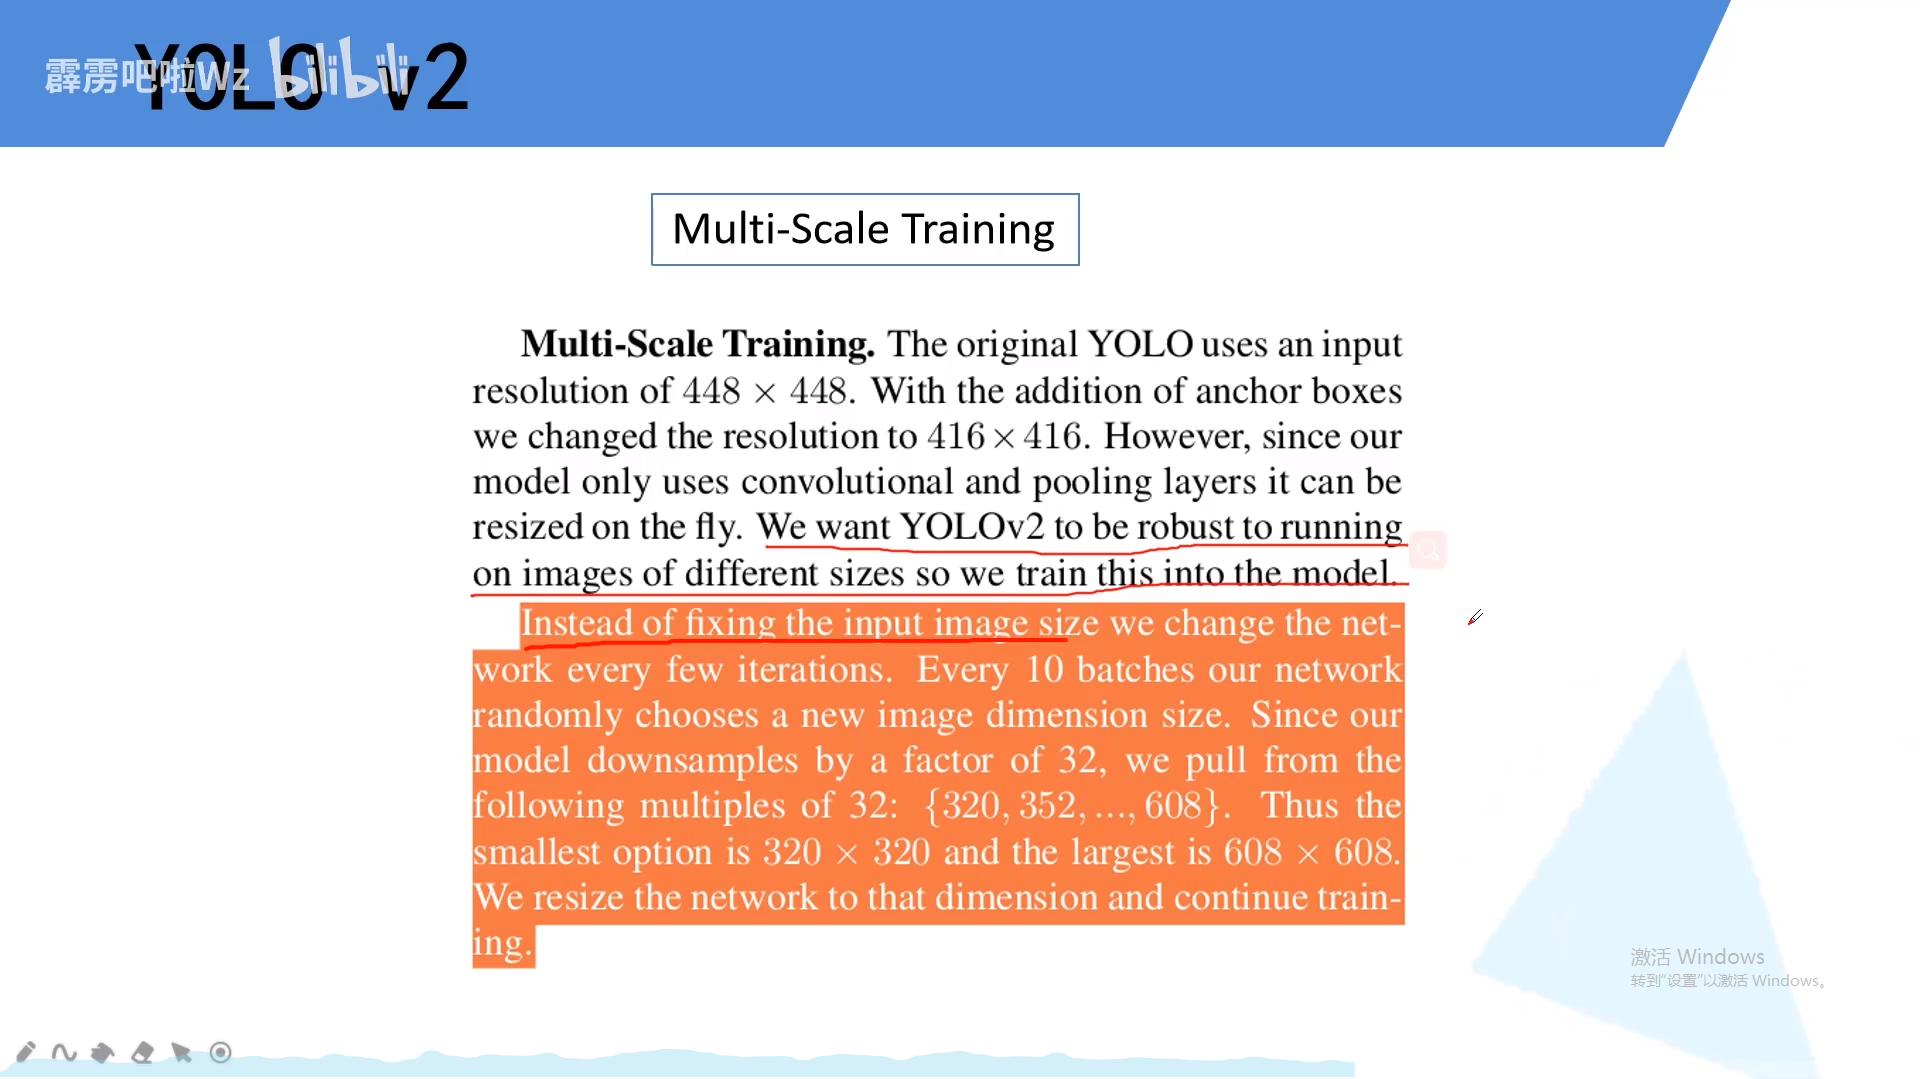 YOLO v2
霹雳吧啦Wz bilibili
Multi-Scale Training
Multi-Scale Training. The original YOLO uses an input
resolution of 448 × 448. With the addition of anchor boxes
we changed the resolution to 416×416. However, since our
model only uses convolutional and pooling layers it can be
resized on the fly. We want YOLOv2 to be robust to running
on images of different sizes so we train this into the model.
Instead of fixing the input image size we change the net-
work every few iterations. Every 10 batches our network
randomly chooses a new image dimension size. Since our
model downsamples by a factor of 32, we pull from the
following multiples of 32: {320, 352, ..., 608}. Thus the
smallest option is 320 × 320 and the largest is 608 × 608.
We resize the network to that dimension and continue train-
ing.
激活 Windows
转到"设置"以激活 Windows。